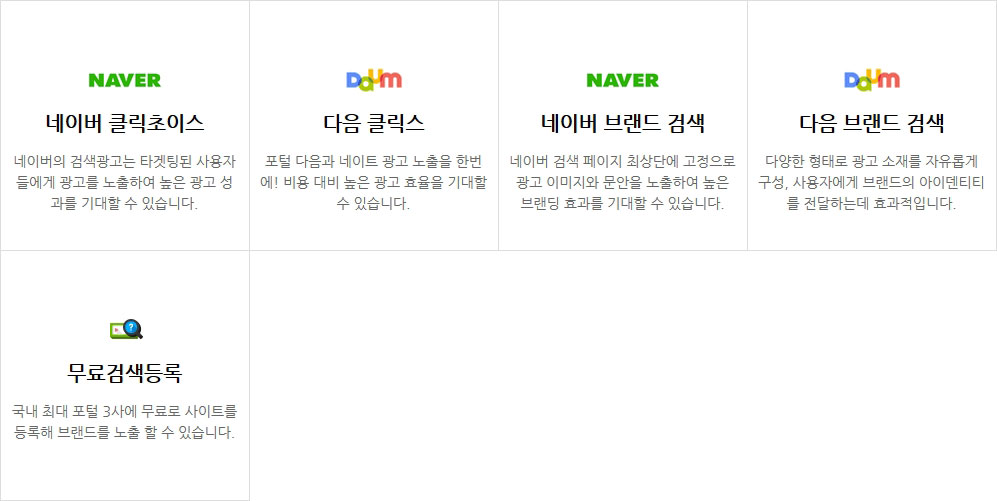 NAVER
네이버 클릭초이스
네이버의 검색광고는 타겟팅된 사용자
들에게 광고를 노출하여 높은 광고 성
과를 기대할 수 있습니다.
Daum
다음 클릭스
포털 다음과 네이트 광고 노출을 한번
에! 비용 대비 높은 광고 효율을 기대할
수 있습니다.
NAVER
네이버 브랜드 검색
네이버 검색 페이지 최상단에 고정으로
광고 이미지와 문안을 노출하여 높은
브랜딩 효과를 기대할 수 있습니다.
Daum
다음 브랜드 검색
다양한 형태로 광고 소재를 자유롭게
구성, 사용자에게 브랜드의 아이덴티티
를 전달하는데 효과적입니다.
?
무료검색등록
국내 최대 포털 3사에 무료로 사이트를
등록해 브랜드를 노출 할 수 있습니다.